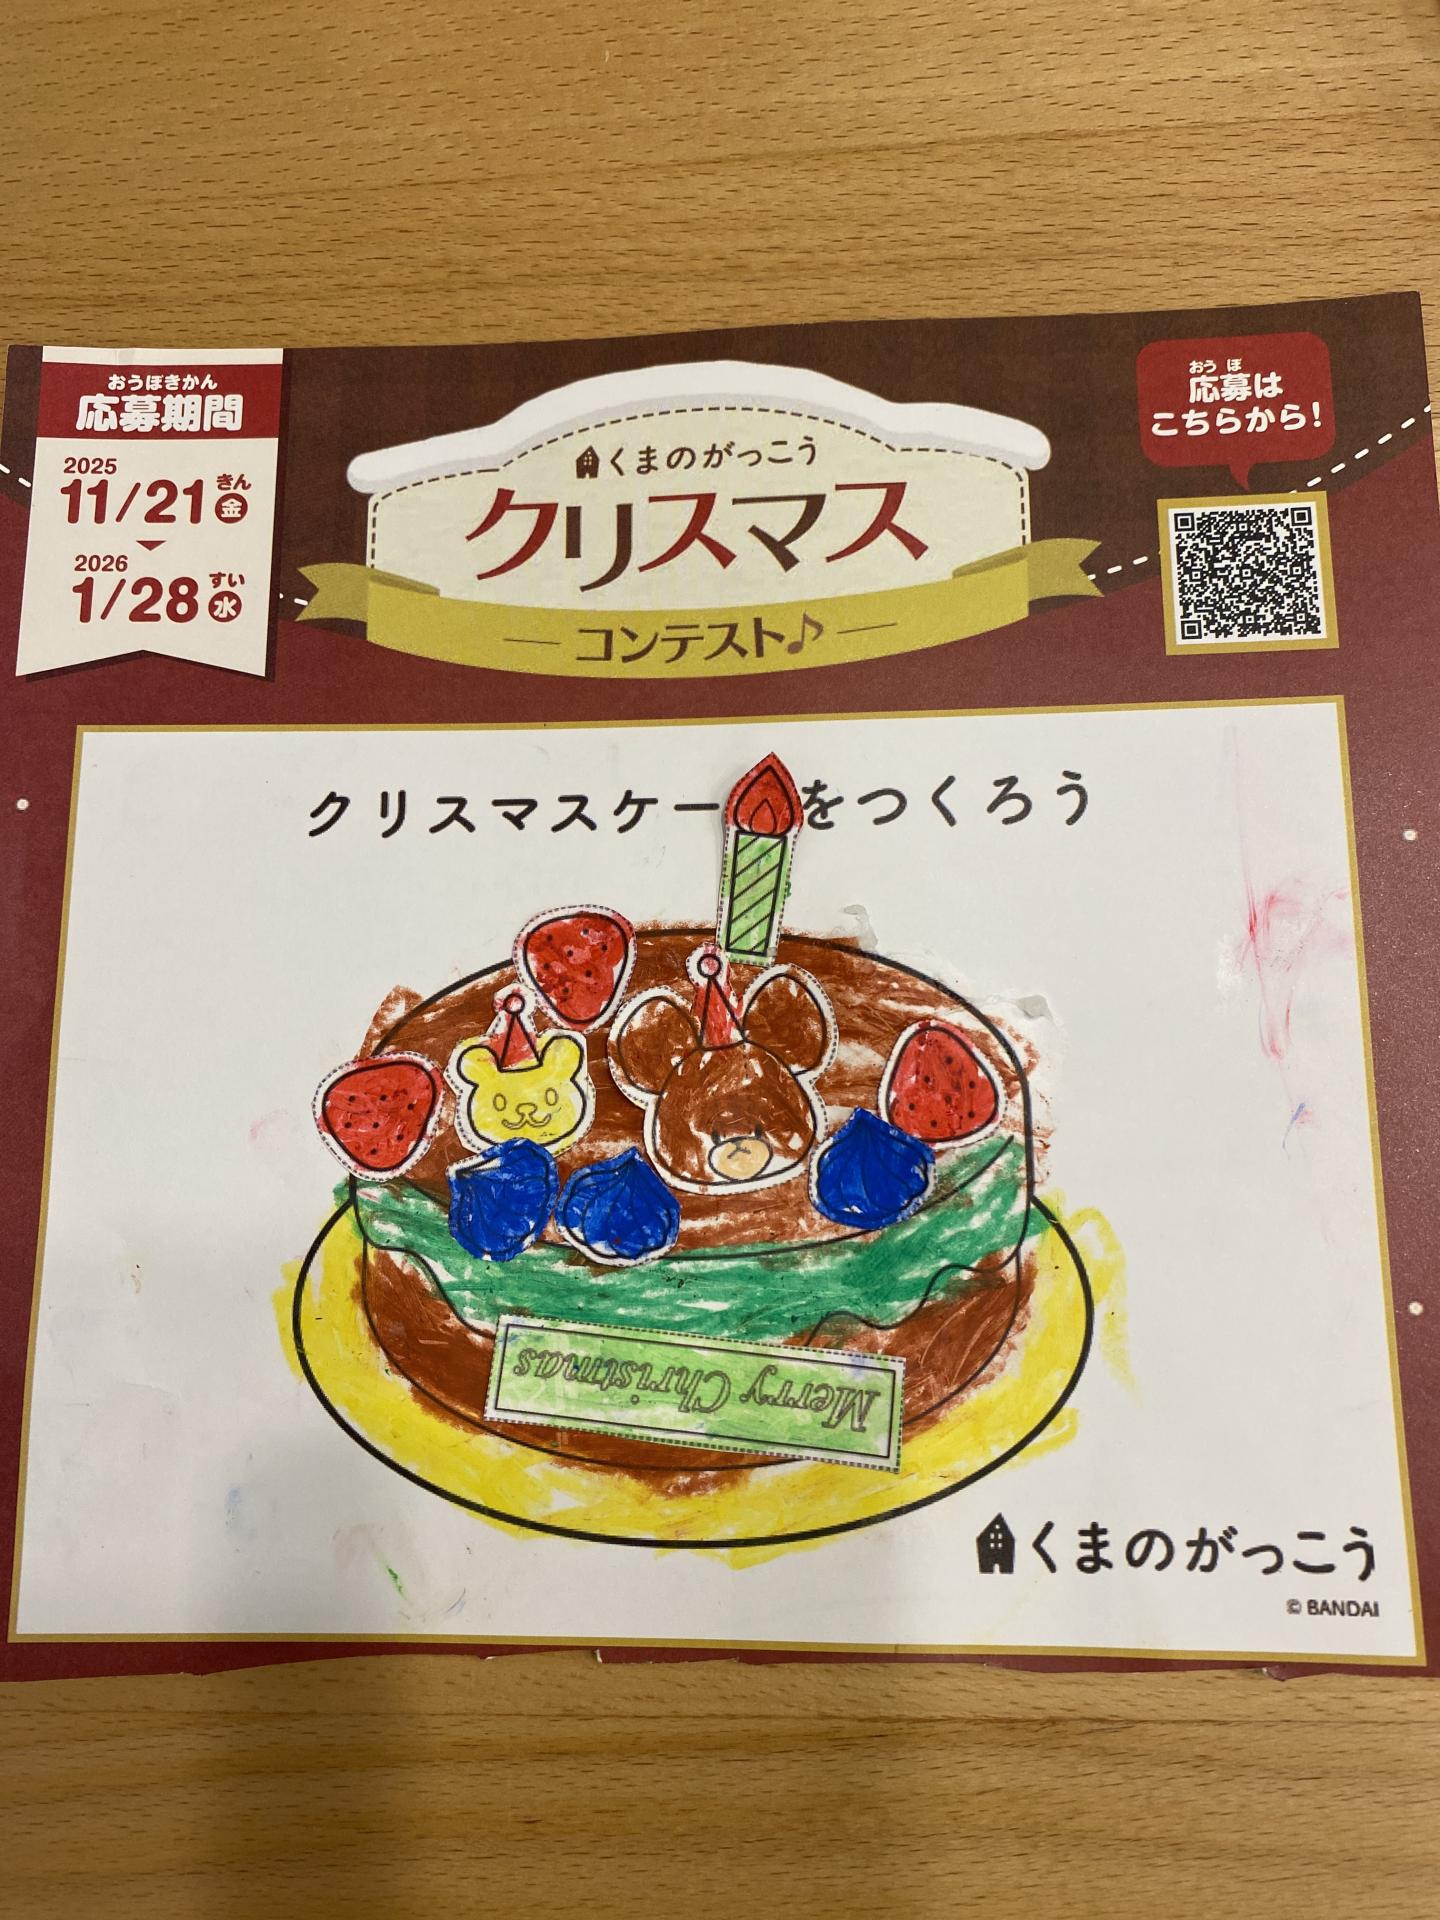 おうぼきかん
応募期間
2025
11/21 きん 金
2026
1/28 すい 水
くまのがっこう
クリスマス
コンテスト♪
おうぼ
応募は
こちらから!
クリスマスケー をつくろう
Merry Christmas
くまのがっこう
© BANDAI